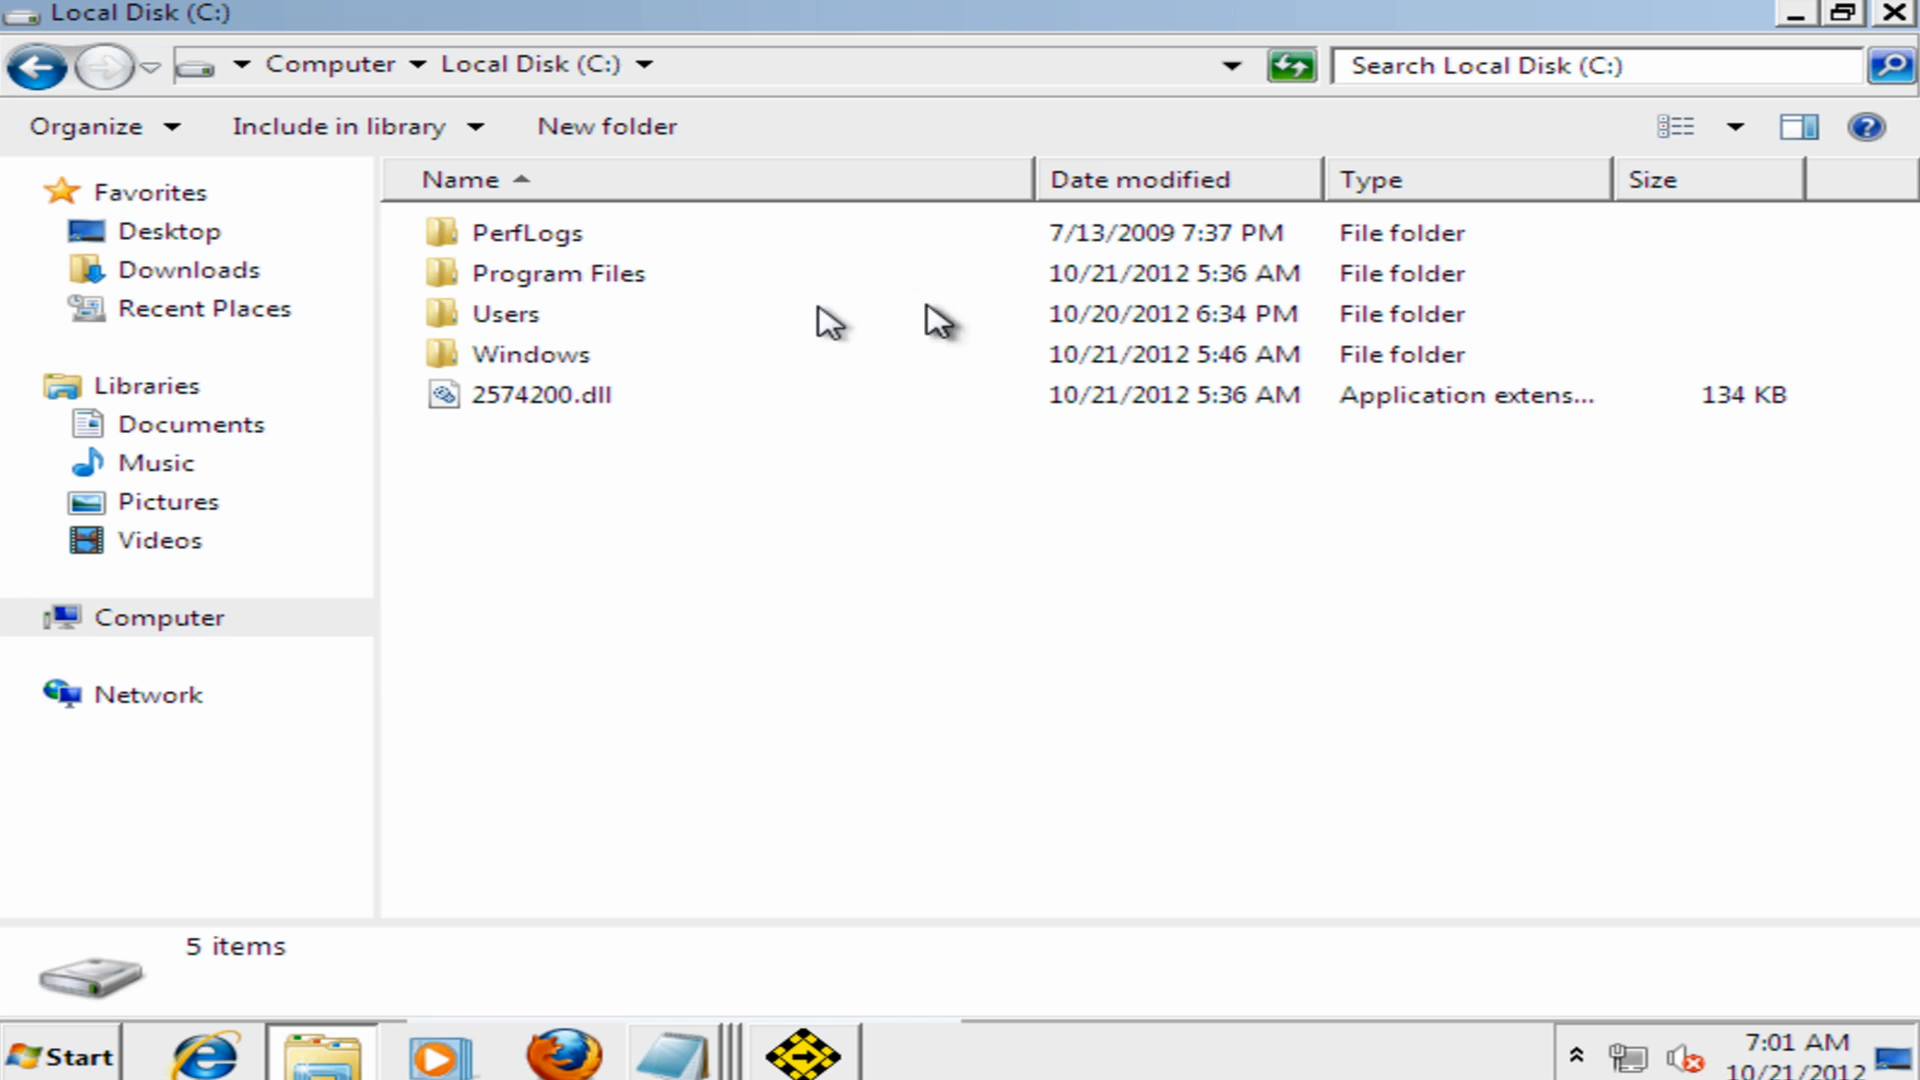 Local Disk (C:)
Computer Local Disk (C:)
Search Local Disk (C:)
Organize Include in library New folder
Name Date modified Type Size
Favorites
Desktop
Downloads
Recent Places
Libraries
Documents
Music
Pictures
Videos
Computer
Network
PerfLogs 7/13/2009 7:37 PM File folder
Program Files 10/21/2012 5:36 AM File folder
Users 10/20/2012 6:34 PM File folder
Windows 10/21/2012 5:46 AM File folder
2574200.dll 10/21/2012 5:36 AM Application extens... 134 KB
5 items
Start
7:01 AM
10/21/2012